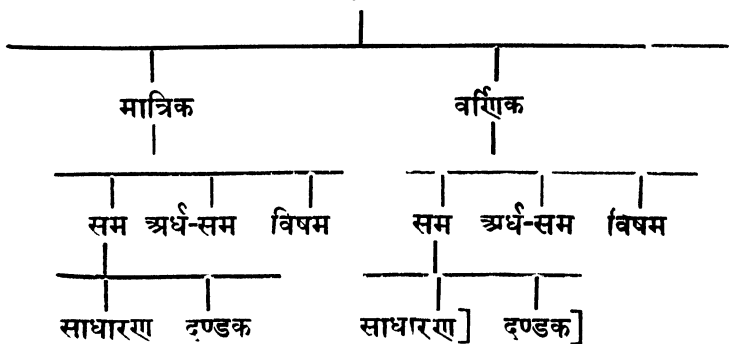 मात्रिक वर्णिक
सम अर्ध-सम विषम सम अर्ध-सम विषम
साधारण दण्डक साधारण] दण्डक]